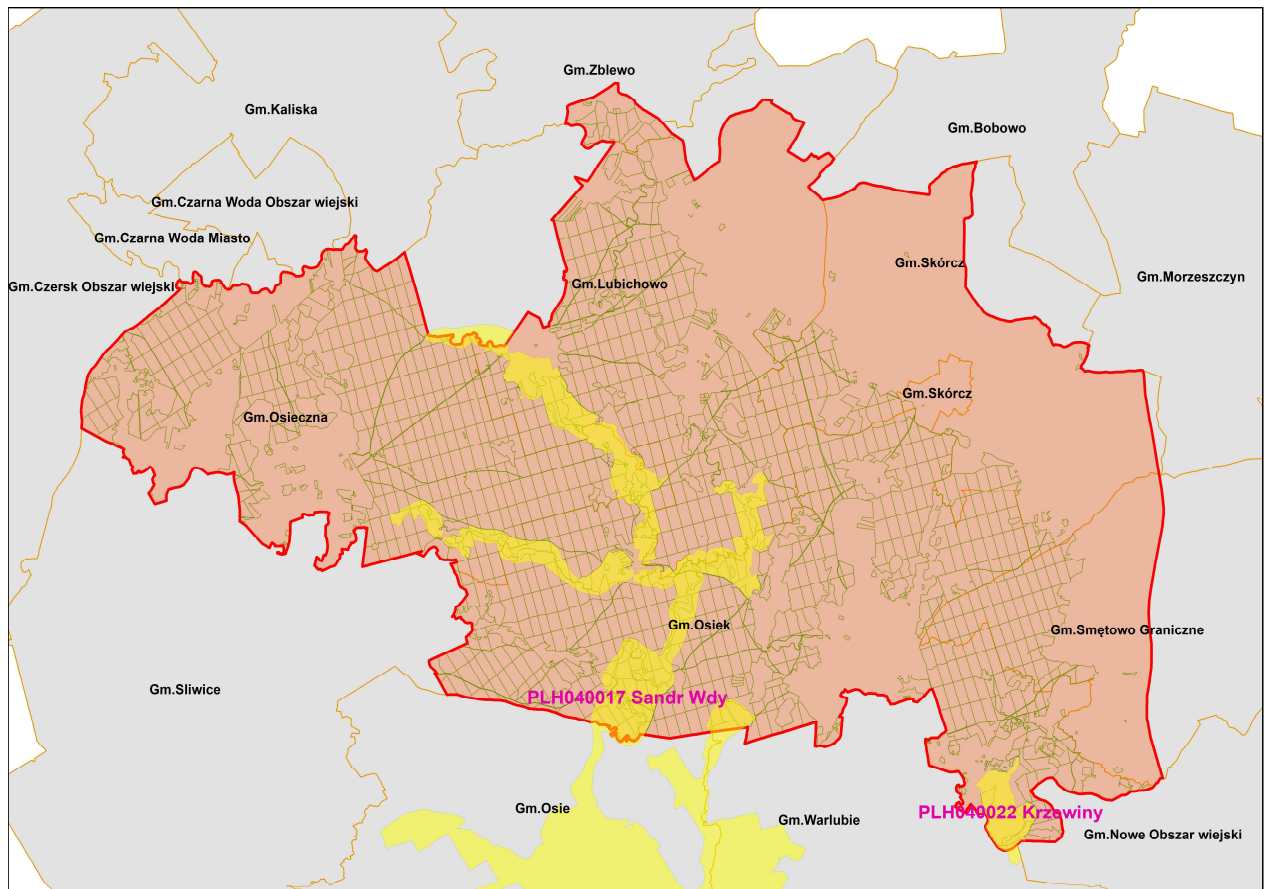 Gm.Zblewo
Gm.Kaliska
Gm.Bobowo
Gm.Czarna Woda Obszar wiejski
Gm.Czarna Woda Miasto
Gm.Skórcz
Gm.Morzeszczyn
Gm.Czersk Obszar wiejski
Gm.Lubichowo
Gm.Skórcz
Gm.Osieczna
Gm.Osiek
Gm.Smętowo Graniczne
Gm.Sliwice
PLH040017 Sandr Wdy
Gm.Osie
Gm.Warlubie
PLH040022 Krzewiny
Gm.Nowe Obszar wiejski